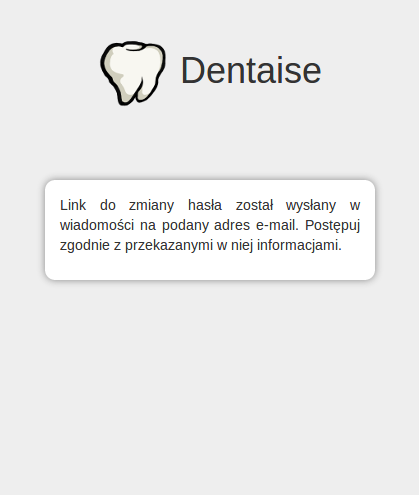 Dentaise
Link do zmiany hasła został wysłany w
wiadomości na podany adres e-mail. Postępuj
zgodnie z przekazanymi w niej informacjami.